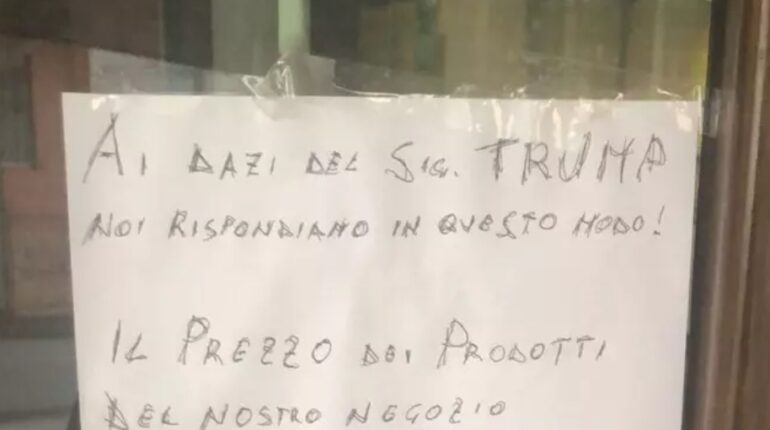 AI DAZI DEL SIG. TRUMP
NOI RISPONDIAMO IN QUESTO MODO!
IL PREZZO DEI PRODOTTI
DEL NOSTRO NEGOZIO